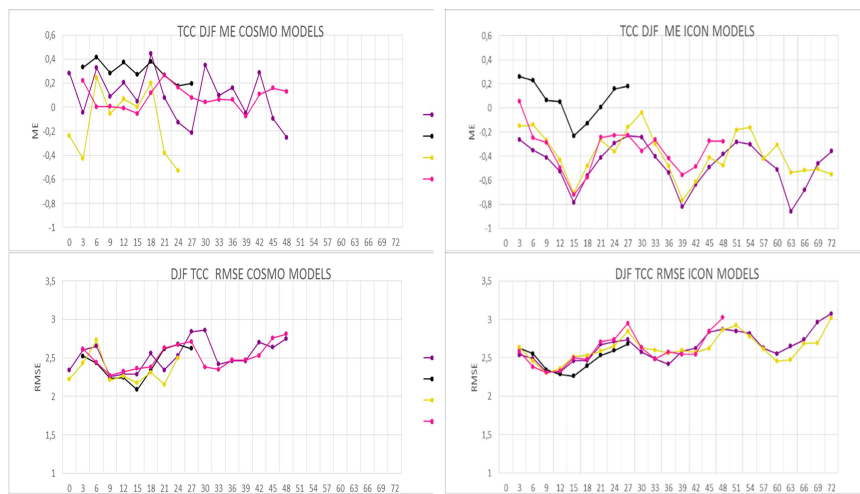 TCC DJF ME COSMO MODELS
0,6
0,4
0,2
0
-0,2
-0,4
-0,6
-0,8
-1
ME
0 3 6 9 12 15 18 21 24 27 30 33 36 39 42 45 48 51 54 57 60 63 66 69 72
TCC DJF ME ICON MODELS
0,6
0,4
0,2
0
-0,2
-0,4
-0,6
-0,8
-1
ME
0 3 6 9 12 15 18 21 24 27 30 33 36 39 42 45 48 51 54 57 60 63 66 69 72
DJF TCC RMSE COSMO MODELS
3,5
3
2,5
2
1,5
1
RMSE
0 3 6 9 12 15 18 21 24 27 30 33 36 39 42 45 48 51 54 57 60 63 66 69 72
DJF TCC RMSE ICON MODELS
3,5
3
2,5
2
1,5
1
RMSE
0 3 6 9 12 15 18 21 24 27 30 33 36 39 42 45 48 51 54 57 60 63 66 69 72